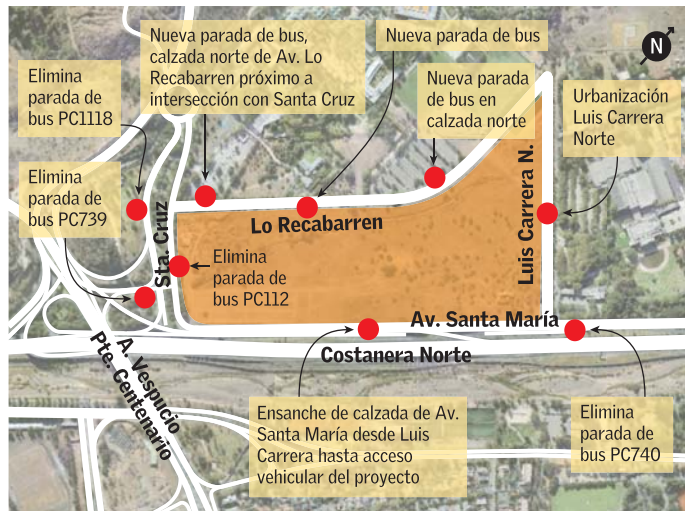 Nueva parada de bus,
calzada norte de Av. Lo
Recabarren próximo a
intersección con Santa Cruz
Nueva parada de bus
N
Elimina
parada de
bus PC1118
Nueva parada
de bus en
calzada norte
Urbanización
Luis Carrera
Norte
Elimina
parada de
bus PC739
Sta. Cruz
Lo Recabarren
Luis Carrera N.
Elimina
parada de
bus PC112
Av. Santa María
Costanera Norte
A. Vespucio
Pte. Centenario
Ensanche de calzada de Av.
Santa María desde Luis
Carrera hasta acceso
vehicular del proyecto
Elimina
parada de
bus PC740